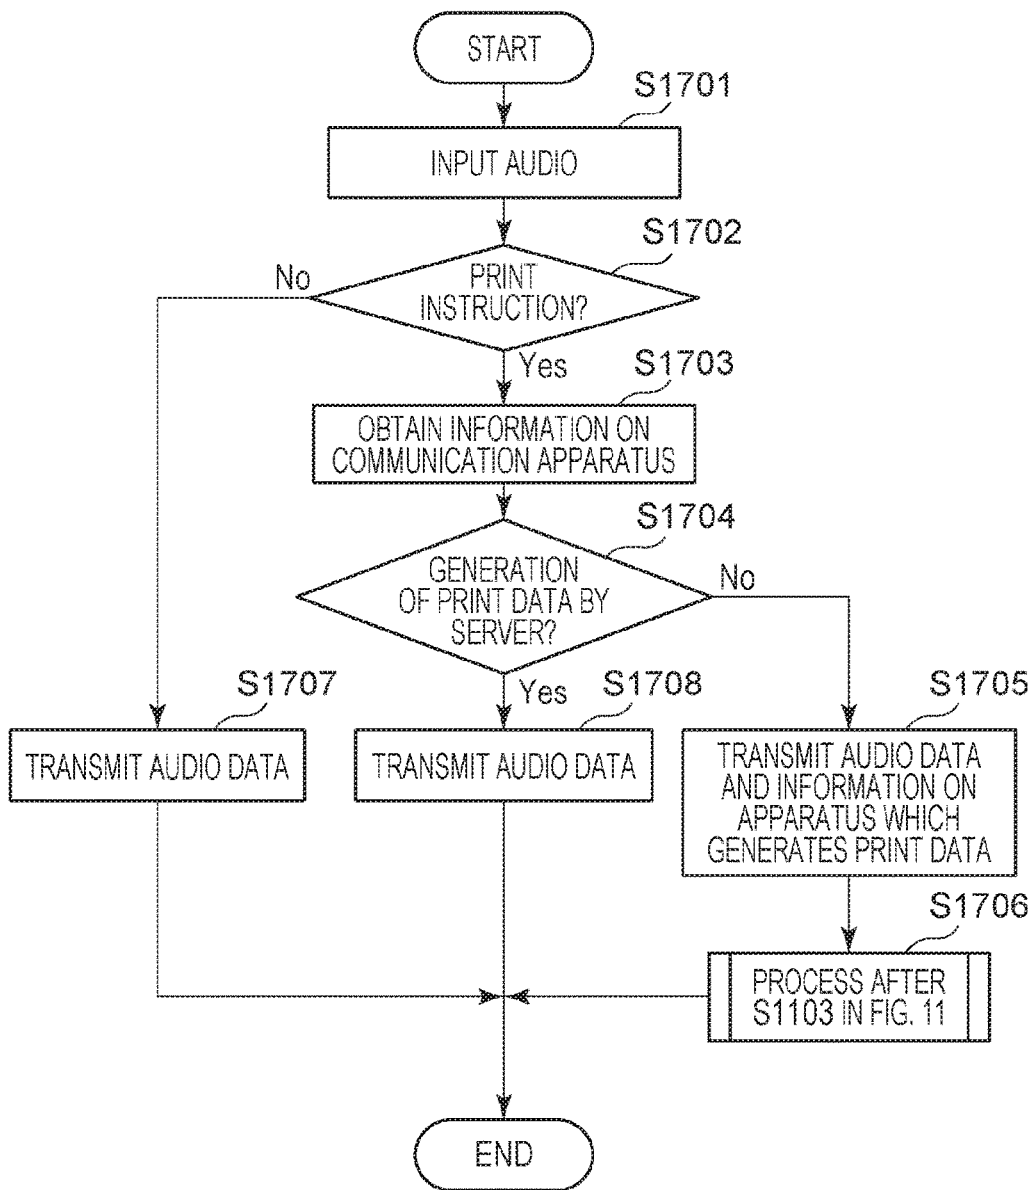 START
S1701
INPUT AUDIO
S1702
PRINT
INSTRUCTION?
No
Yes
S1703
OBTAIN INFORMATION ON
COMMUNICATION APPARATUS
S1704
GENERATION
OF PRINT DATA BY
SERVER?
No
Yes
S1707
TRANSMIT AUDIO DATA
S1708
TRANSMIT AUDIO DATA
S1705
TRANSMIT AUDIO DATA
AND INFORMATION ON
APPARATUS WHICH
GENERATES PRINT DATA
S1706
PROCESS AFTER
S1103 IN FIG. 11
END